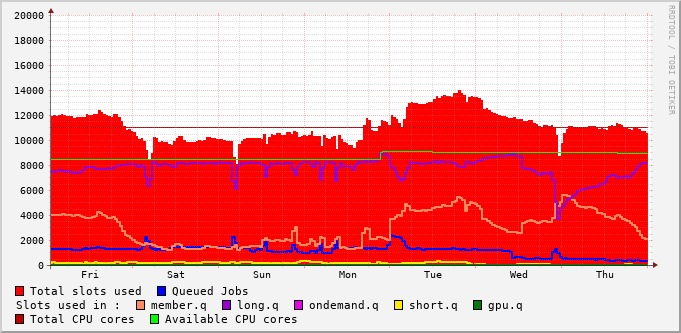 20000
18000
16000
14000
12000
10000
8000
6000
4000
2000
0
Fri Sat Sun Mon Tue Wed Thu
Total slots used Queued Jobs
Slots used in : member.q long.q ondemand.q short.q gpu.q
Total CPU cores Available CPU cores
RRDTOOL / TOBI OETIKER